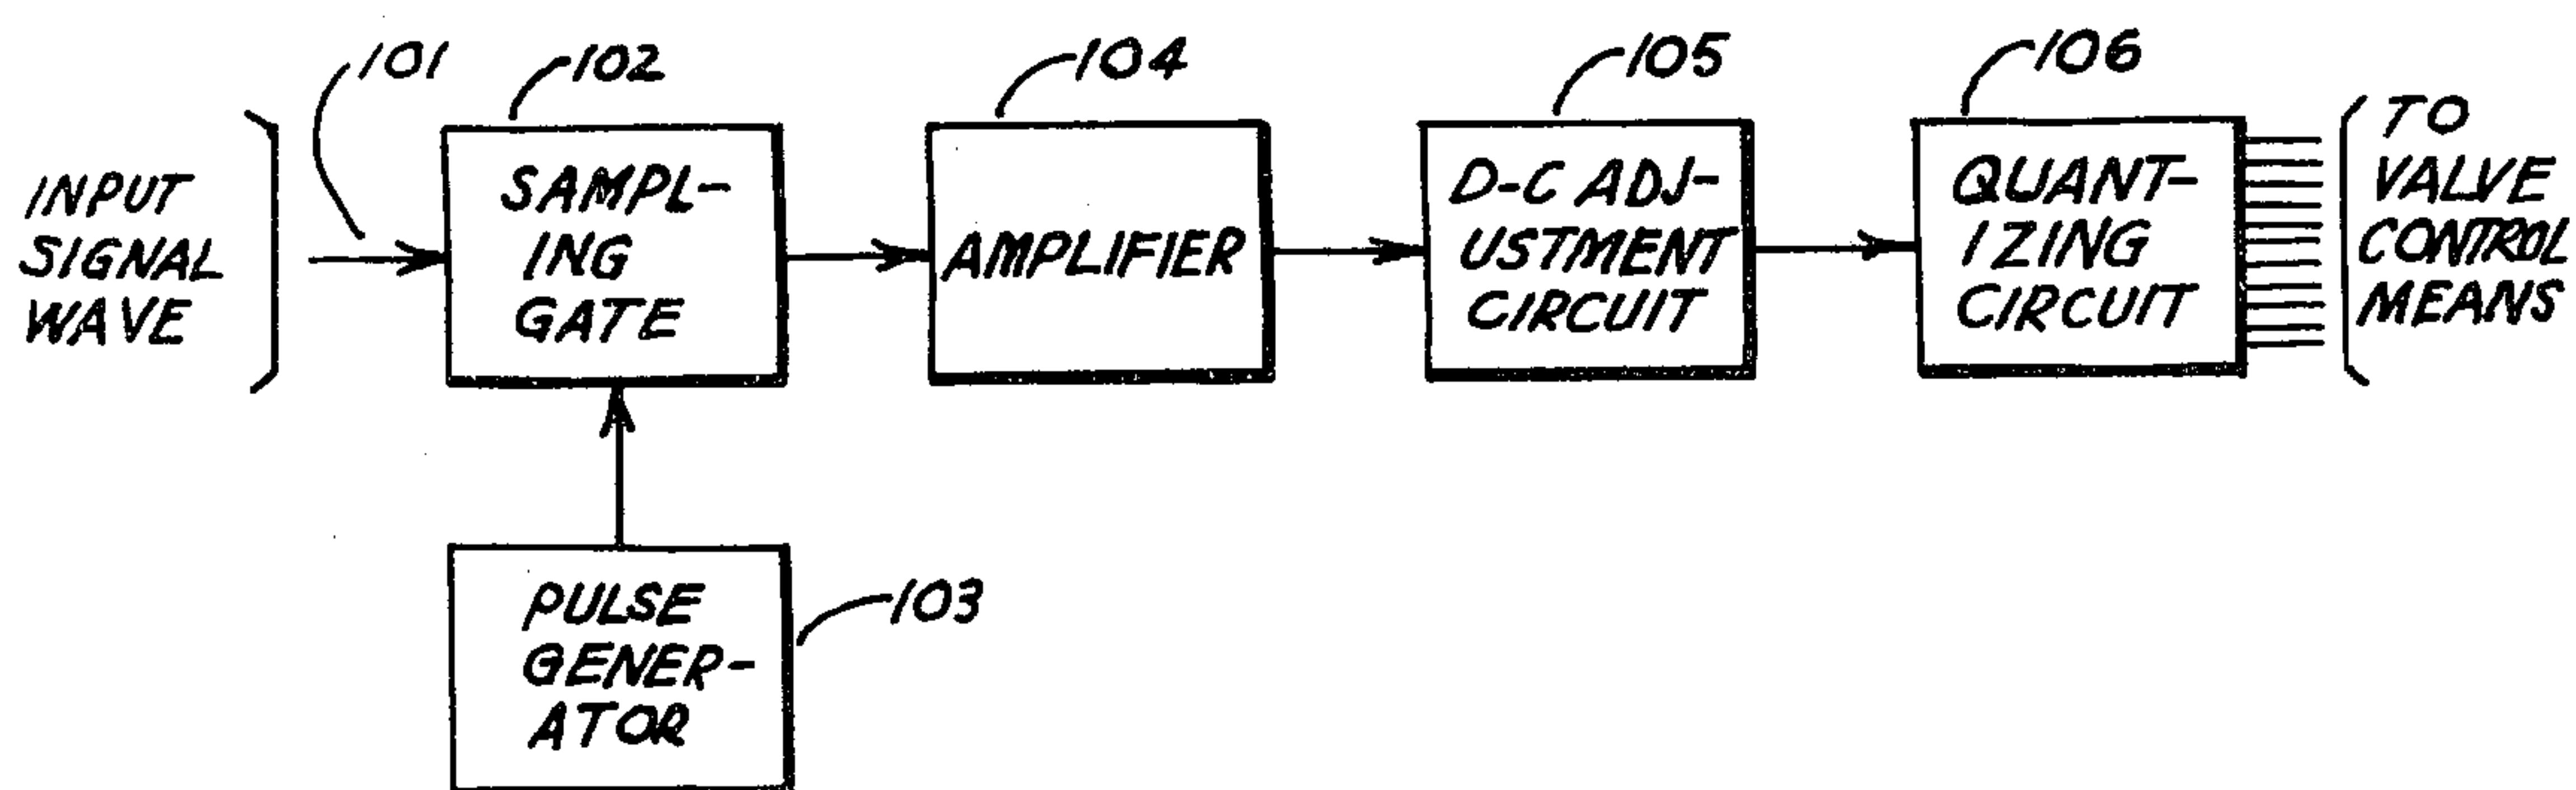 101
102
104
105
106
INPUT
SIGNAL
WAVE
SAMPL-
ING
GATE
AMPLIFIER
D-C ADJ-
USTMENT
CIRCUIT
QUANT-
IZING
CIRCUIT
TO
VALVE
CONTROL
MEANS
PULSE
GENER-
ATOR
103